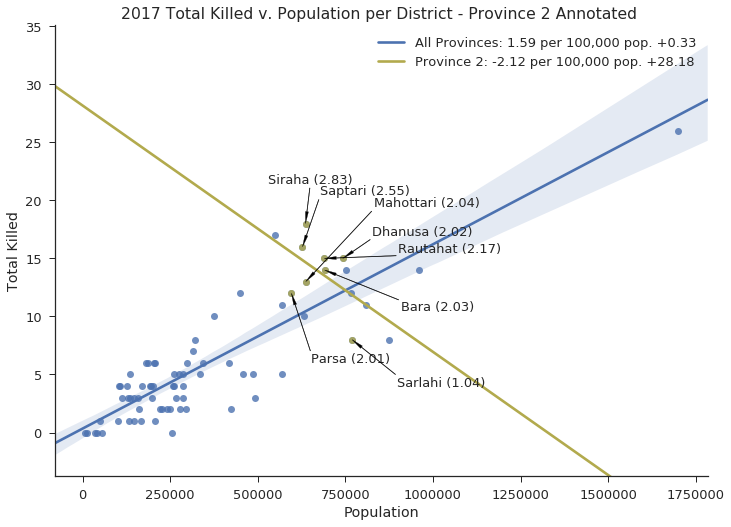 2017 Total Killed v. Population per District - Province 2 Annotated
All Provinces: 1.59 per 100,000 pop. +0.33
Province 2: -2.12 per 100,000 pop. +28.18
35
30
25
20
15
10
5
0
Total Killed
Siraha (2.83)
Saptari (2.55)
Mahottari (2.04)
Dhanusa (2.02)
Rautahat (2.17)
Bara (2.03)
Parsa (2.01)
Sarlahi (1.04)
0 250000 500000 750000 1000000 1250000 1500000 1750000
Population